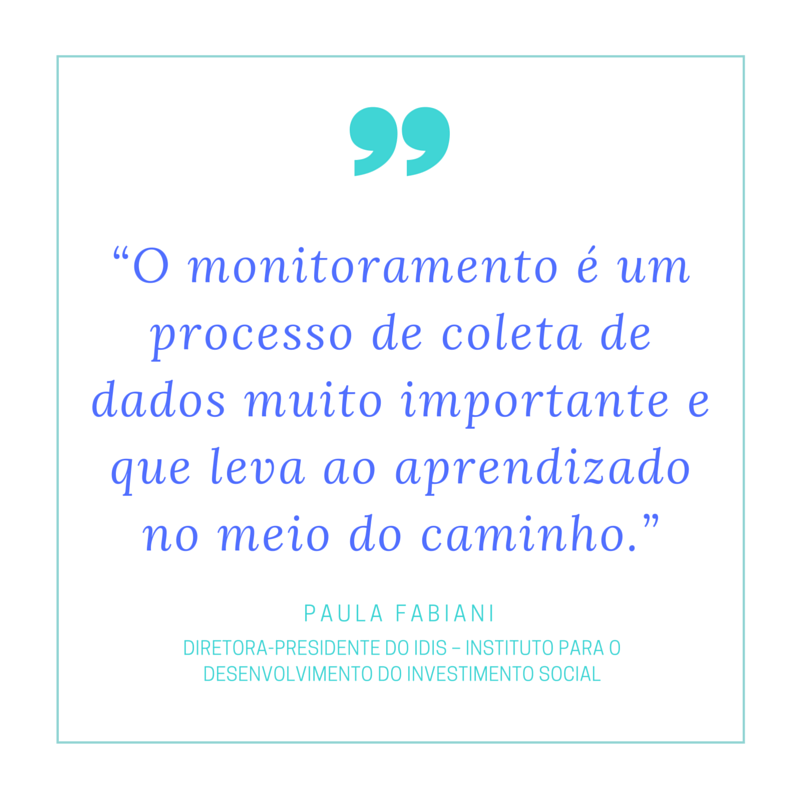 “O monitoramento é um
processo de coleta de
dados muito importante e
que leva ao aprendizado
no meio do caminho.”
PAULA FABIANI
DIRETORA-PRESIDENTE DO IDIS – INSTITUTO PARA O
DESENVOLVIMENTO DO INVESTIMENTO SOCIAL